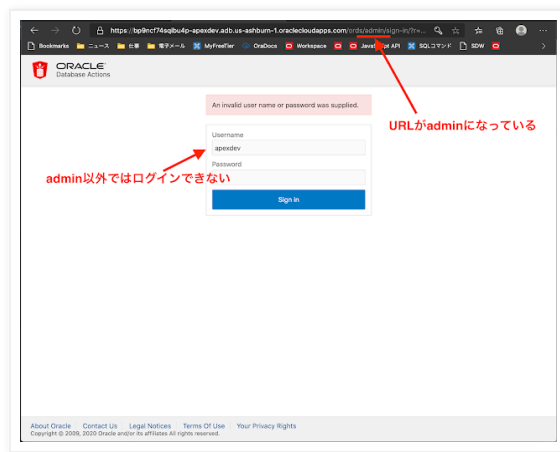 https://bp9ncf74sqlbu4p-apexdev.adb.us-ashburn-1.oraclecloudapps.com/ords/admin/sign-in/?r=...
Bookmarks ニュース 仕事 電子メール MyFreeTier OraDocs Workspace JavaScript API SQLコマンド SDW
ORACLE
Database Actions
An invalid user name or password was supplied.
URLがadminになっている
Username
apexdev
Password
admin以外ではログインできない
Sign in
About Oracle Contact Us Legal Notices Terms Of Use Your Privacy Rights
Copyright © 2009, 2020 Oracle and/or its affiliates All rights reserved.